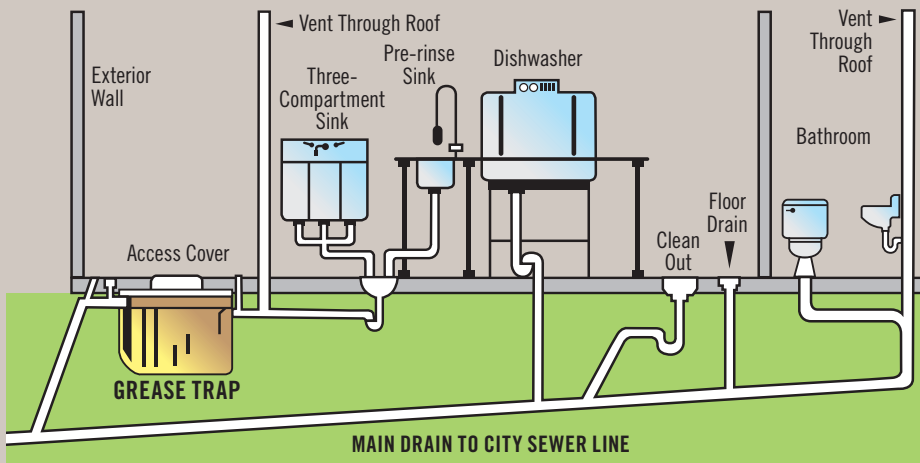 Vent Through Roof
Vent
Through
Roof
Exterior
Wall
Three-
Compartment
Sink
Pre-rinse
Sink
Dishwasher
Bathroom
Floor
Drain
Clean
Out
Access Cover
GREASE TRAP
MAIN DRAIN TO CITY SEWER LINE